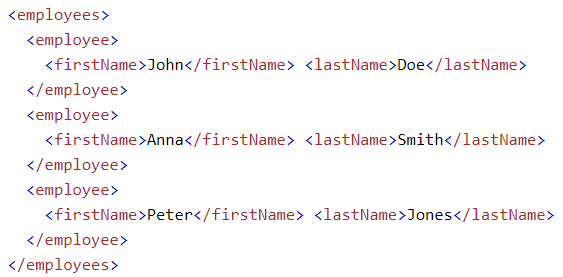 <employees>
  <employee>
    <firstName>John</firstName> <lastName>Doe</lastName>
  </employee>
  <employee>
    <firstName>Anna</firstName> <lastName>Smith</lastName>
  </employee>
  <employee>
    <firstName>Peter</firstName> <lastName>Jones</lastName>
  </employee>
</employees>